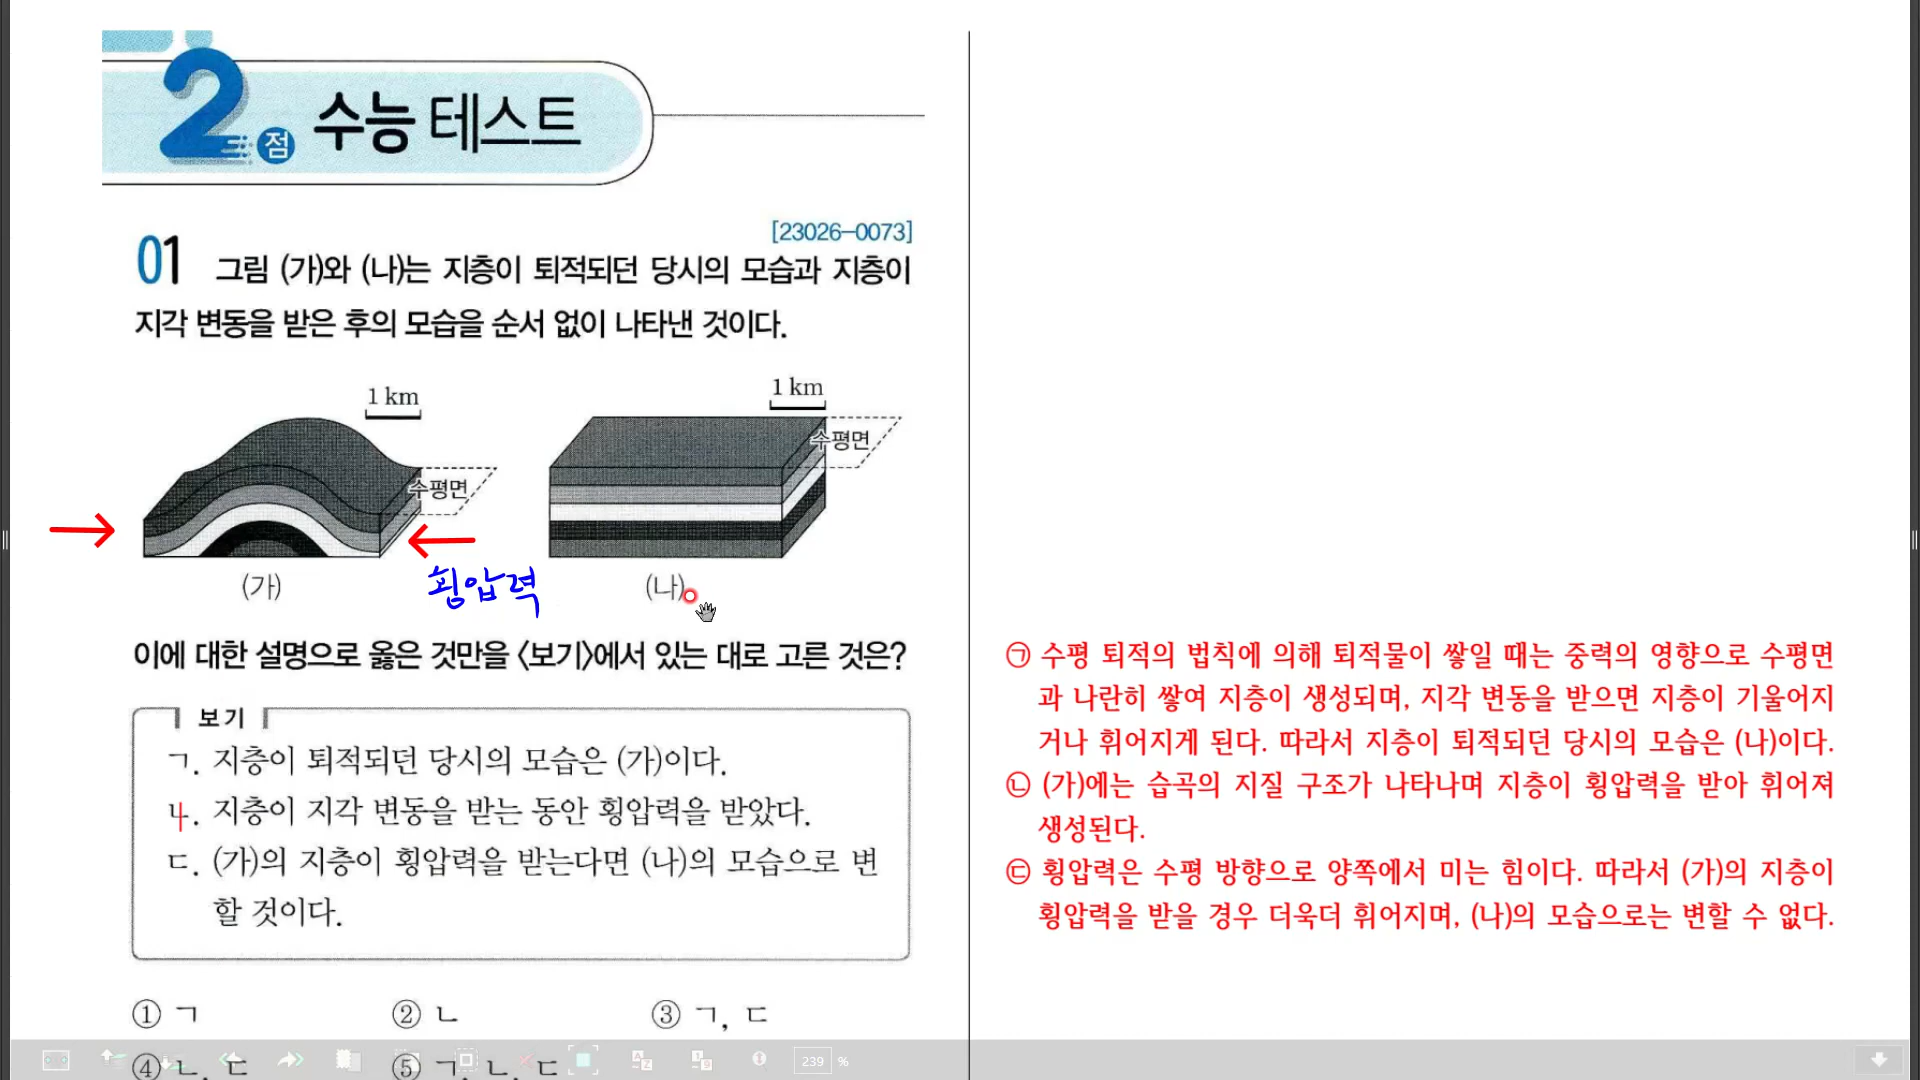 2점 수능 테스트
[23026-0073]
01 그림 (가)와 (나)는 지층이 퇴적되던 당시의 모습과 지층이
지각 변동을 받은 후의 모습을 순서 없이 나타낸 것이다.
1 km
수평면
(가)
횡압력
1 km
수평면
(나)
이에 대한 설명으로 옳은 것만을 〈보기〉에서 있는 대로 고른 것은?
보기
ㄱ. 지층이 퇴적되던 당시의 모습은 (가)이다.
ㄴ. 지층이 지각 변동을 받는 동안 횡압력을 받았다.
ㄷ. (가)의 지층이 횡압력을 받는다면 (나)의 모습으로 변
할 것이다.
① ㄱ ② ㄴ ③ ㄱ, ㄷ
④ ㄴ, ㄷ ⑤ ㄱ, ㄴ, ㄷ
㉠ 수평 퇴적의 법칙에 의해 퇴적물이 쌓일 때는 중력의 영향으로 수평면
과 나란히 쌓여 지층이 생성되며, 지각 변동을 받으면 지층이 기울어지
거나 휘어지게 된다. 따라서 지층이 퇴적되던 당시의 모습은 (나)이다.
㉡ (가)에는 습곡의 지질 구조가 나타나며 지층이 횡압력을 받아 휘어져
생성된다.
㉢ 횡압력은 수평 방향으로 양쪽에서 미는 힘이다. 따라서 (가)의 지층이
횡압력을 받을 경우 더욱더 휘어지며, (나)의 모습으로는 변할 수 없다.
239 %